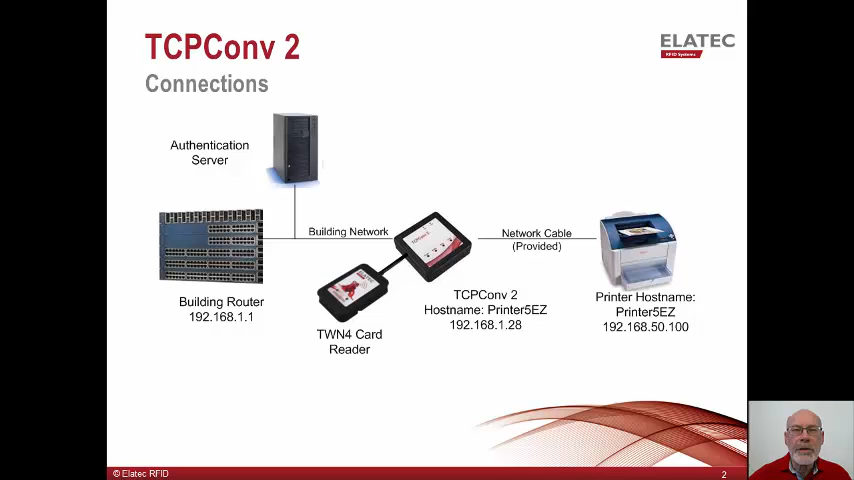 TCPConv 2
Connections
ELATEC
RFID Systems
Authentication
Server
Building Network
Network Cable
(Provided)
TCPConv 2
Building Router
192.168.1.1
TWN4 Card
Reader
TCPConv 2
Hostname: Printer5EZ
192.168.1.28
Printer Hostname:
Printer5EZ
192.168.50.100
© Elatec RFID
2